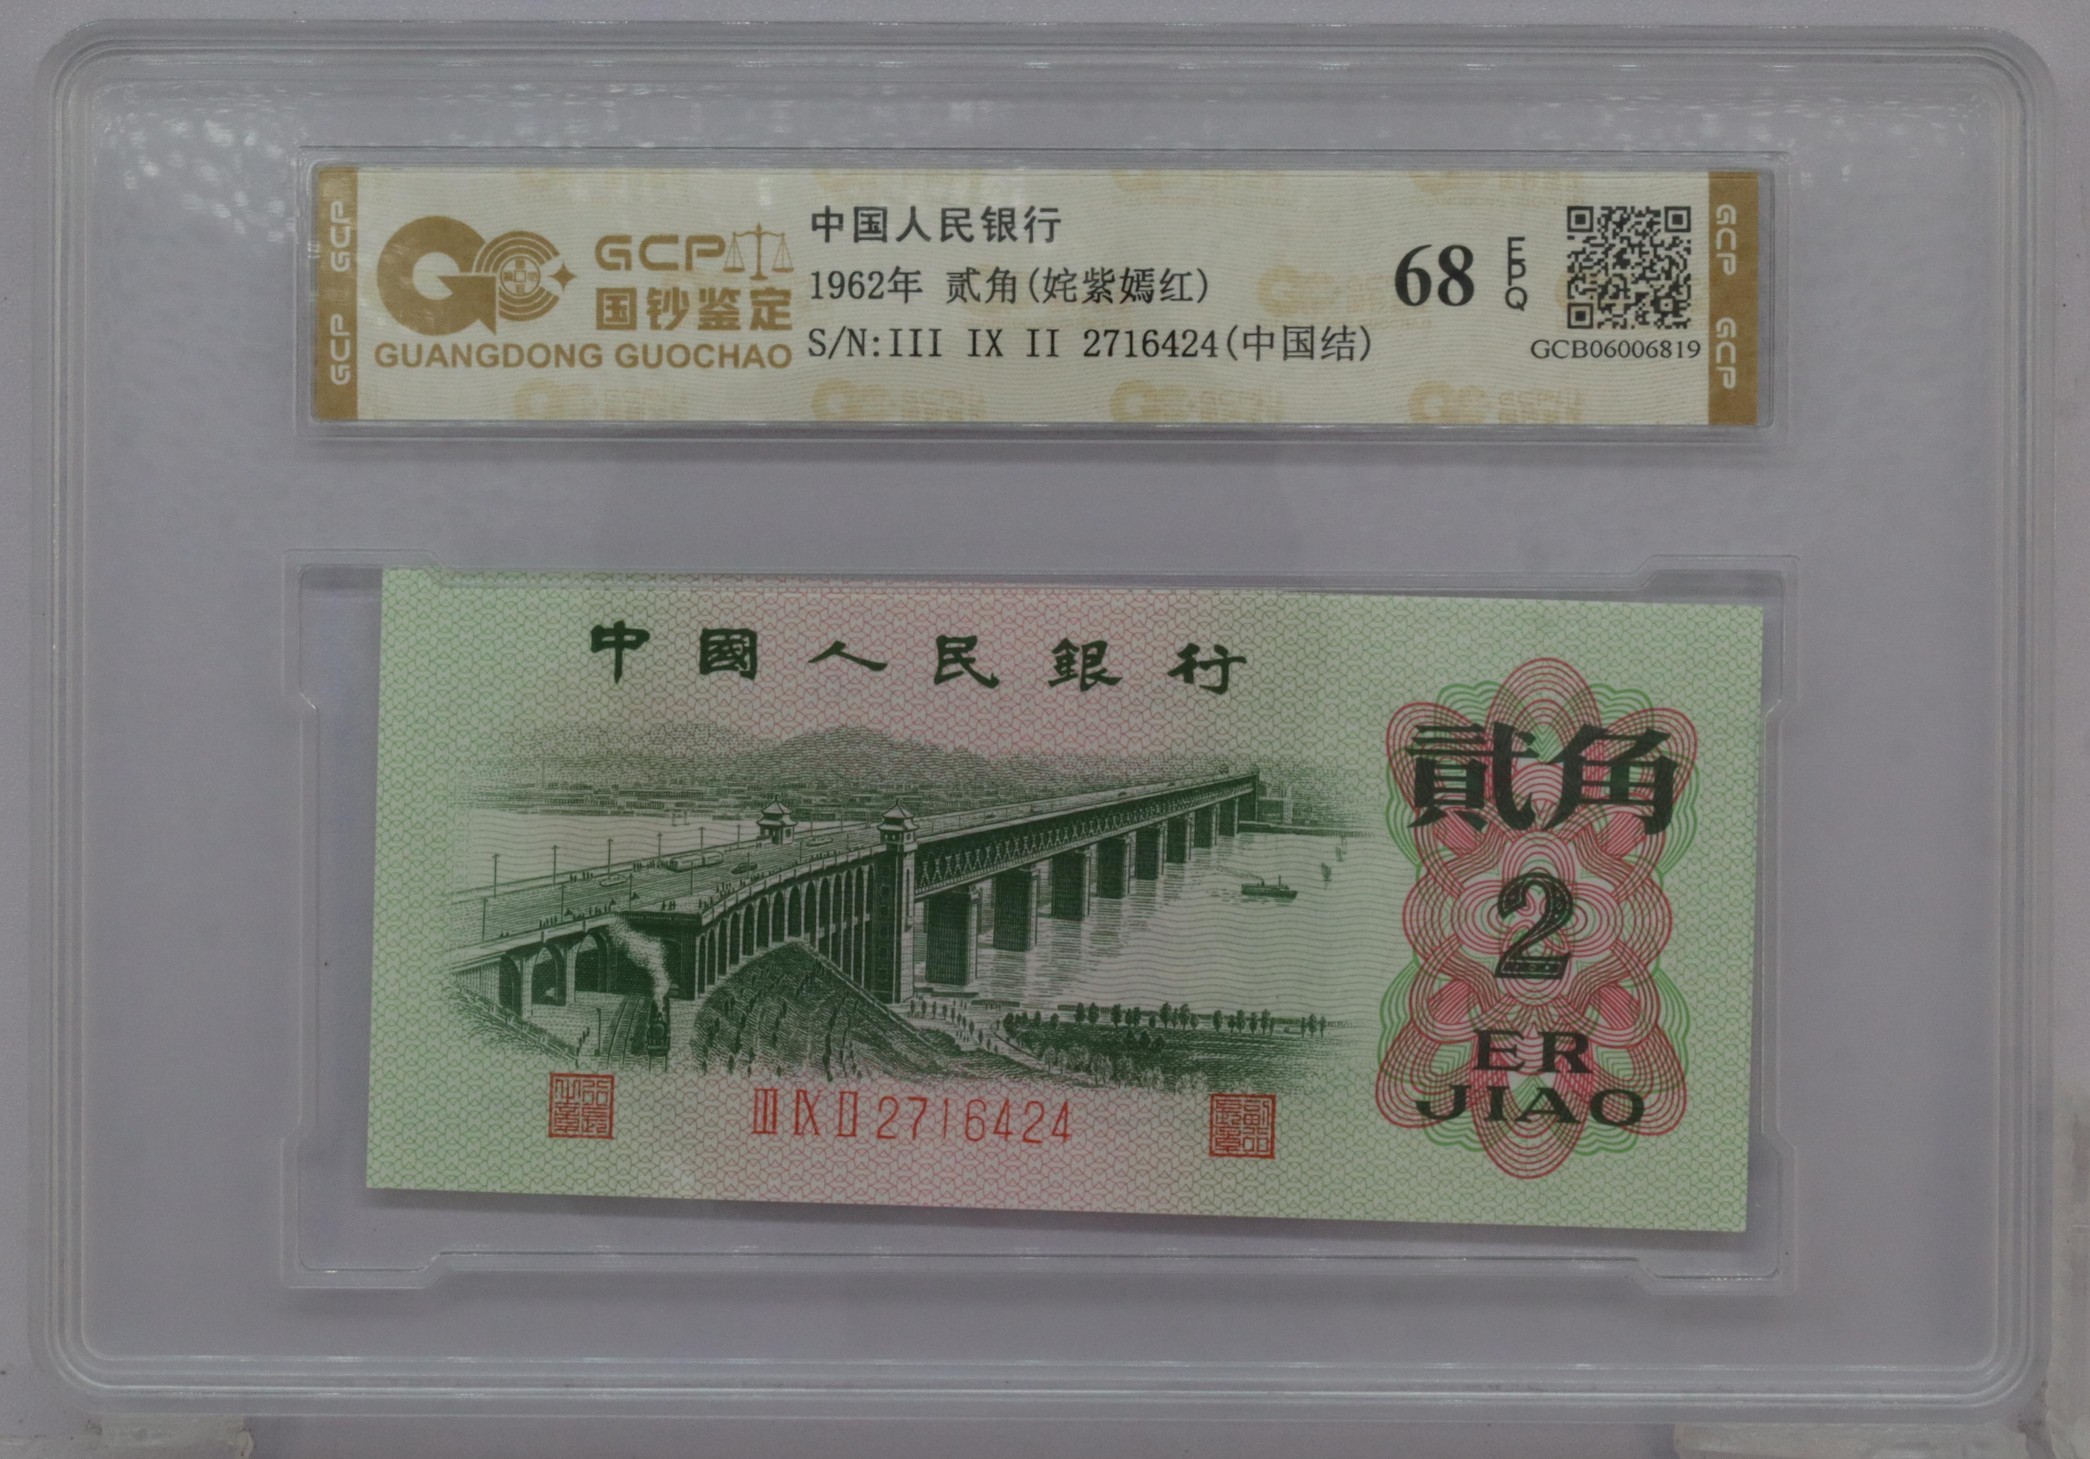 GCP
GCP
GCP
国钞鉴定
GUANGDONG GUOCHAO
中国人民银行
1962年 贰角(姹紫嫣红)
S/N:III IX II 2716424(中国结)
68
EPQ
GCB06006819
GCP
GCP
中國人民銀行
貳角
2
ER
JIAO
III IX II 2716424